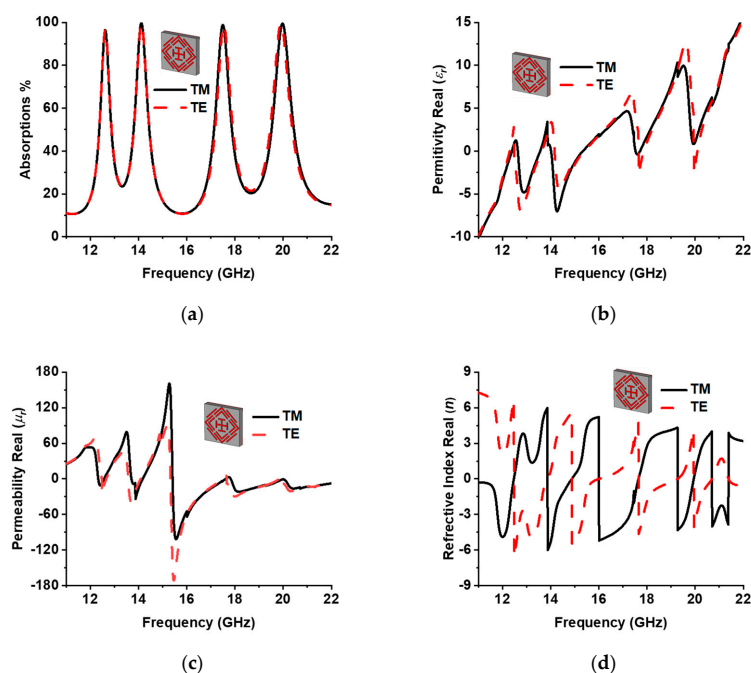 100
80
60
40
20
0
Absorptions %
TM
TE
12 14 16 18 20 22
Frequency (GHz)
(a)
15
10
5
0
-5
-10
Permitivity Real (εr)
TM
TE
12 14 16 18 20 22
Frequency (GHz)
(b)
180
120
60
0
-60
-120
-180
Permeability Real (μr)
TM
TE
12 14 16 18 20 22
Frequency (GHz)
(c)
9
6
3
0
-3
-6
-9
Refrective Index Real (n)
TM
TE
12 14 16 18 20 22
Frequency (GHz)
(d)